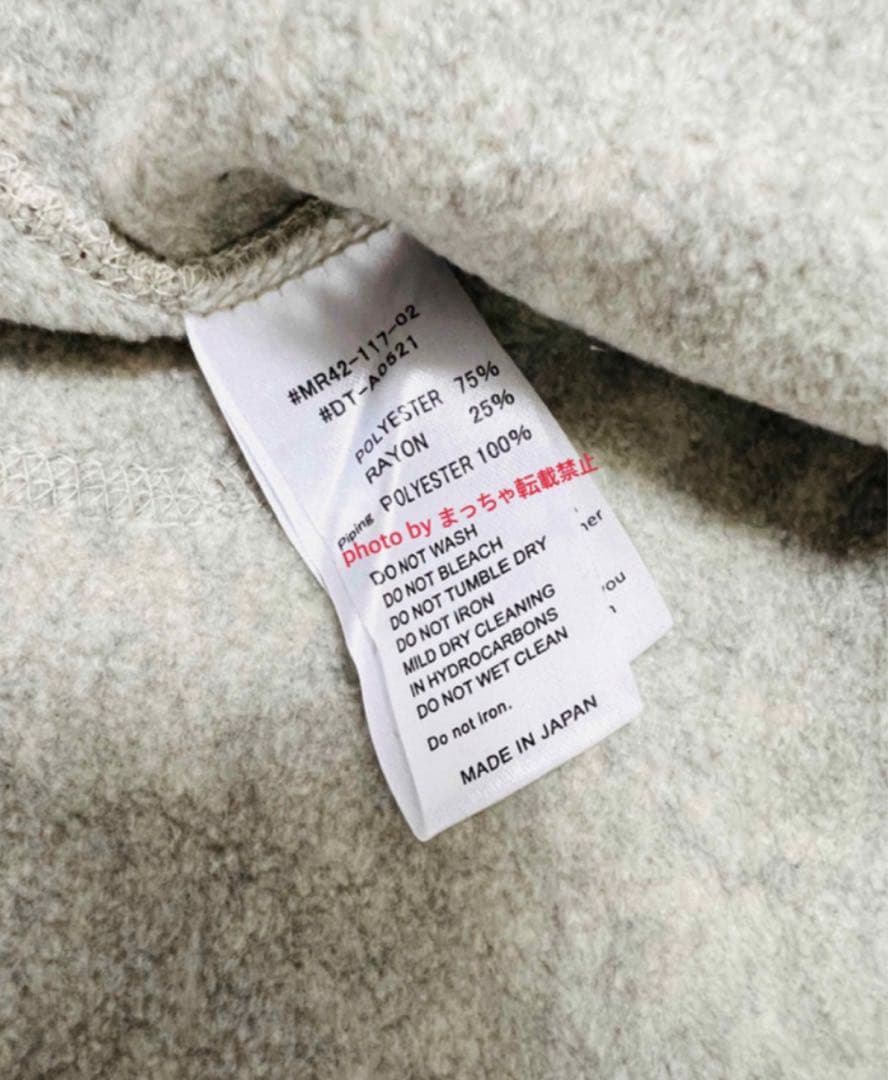 #MR42-117-02
#DT-A0521
POLYESTER 75%
RAYON 25%
Piping POLYESTER 100%
photo by まっちゃ転載禁止
DO NOT WASH
DO NOT BLEACH
DO NOT TUMBLE DRY
DO NOT IRON
MILD DRY CLEANING
IN HYDROCARBONS
DO NOT WET CLEAN
Do not iron.
MADE IN JAPAN